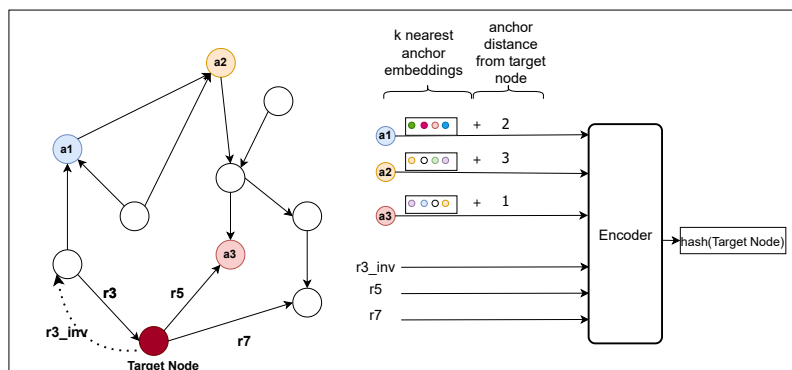 a2
a1
a3
r3
r5
r3_inv
r7
Target Node
k nearest
anchor
embeddings
anchor
distance
from target
node
a1 + 2
a2 + 3
a3 + 1
r3_inv
r5
r7
Encoder
hash(Target Node)